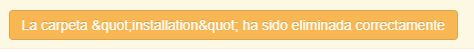 La carpeta &quot;installation&quot; ha sido eliminada correctamente